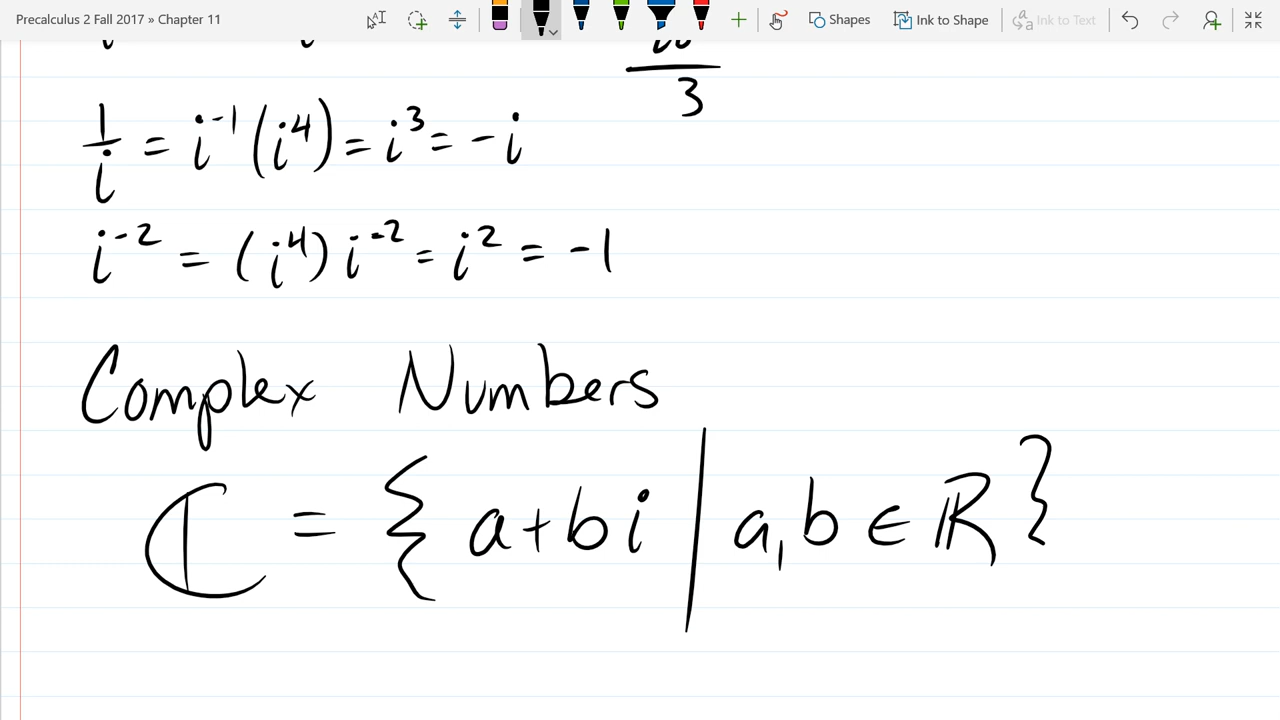 Precalculus 2 Fall 2017 » Chapter 11
Shapes
Ink to Shape
Ink to Text
3
1/i = i⁻¹(i⁴) = i³ = -i
i⁻² = (i⁴) i⁻² = i² = -1
Complex Numbers
ℂ = { a+bi | a,b ∈ ℝ }